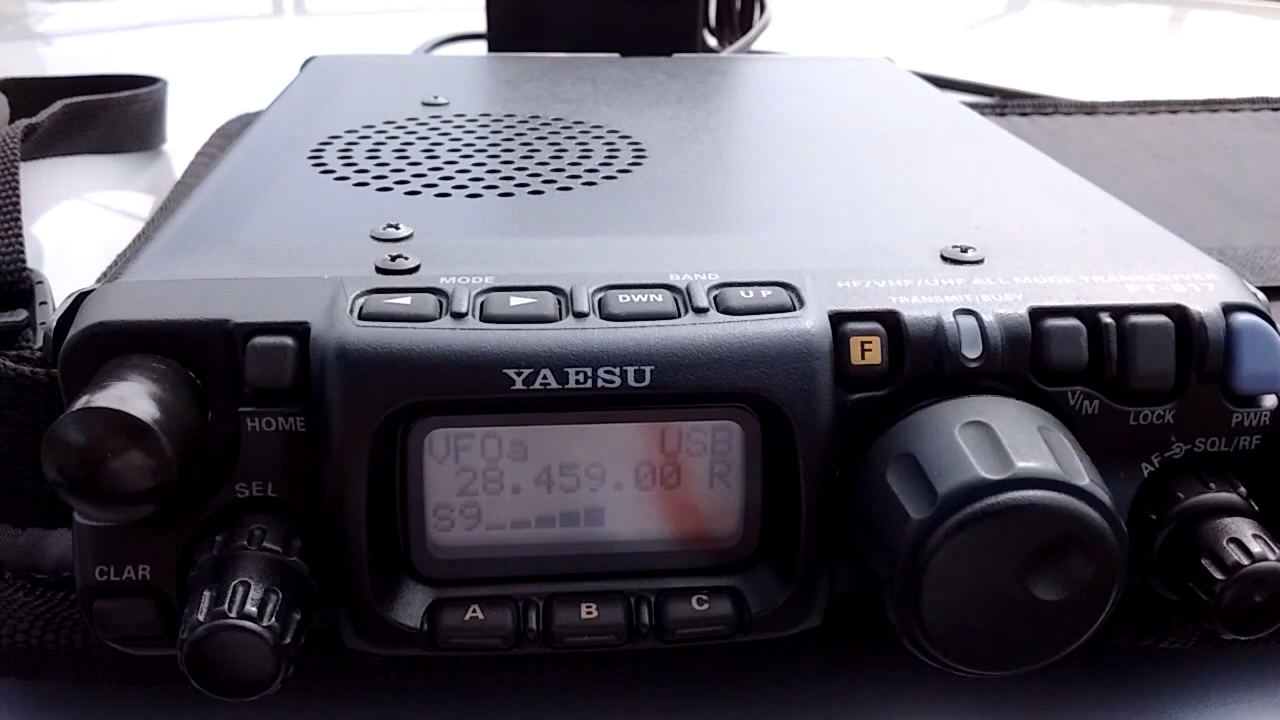 MODE BAND
HF/VHF/UHF ALL MODE TRANSCEIVER
FT-817
DWN UP
TRANSMIT/BUSY
F
YAESU
HOME
V/M LOCK PWR
VFOa USB
28.459.00 R
S9
AF SQL/RF
SEL
CLAR
A B C